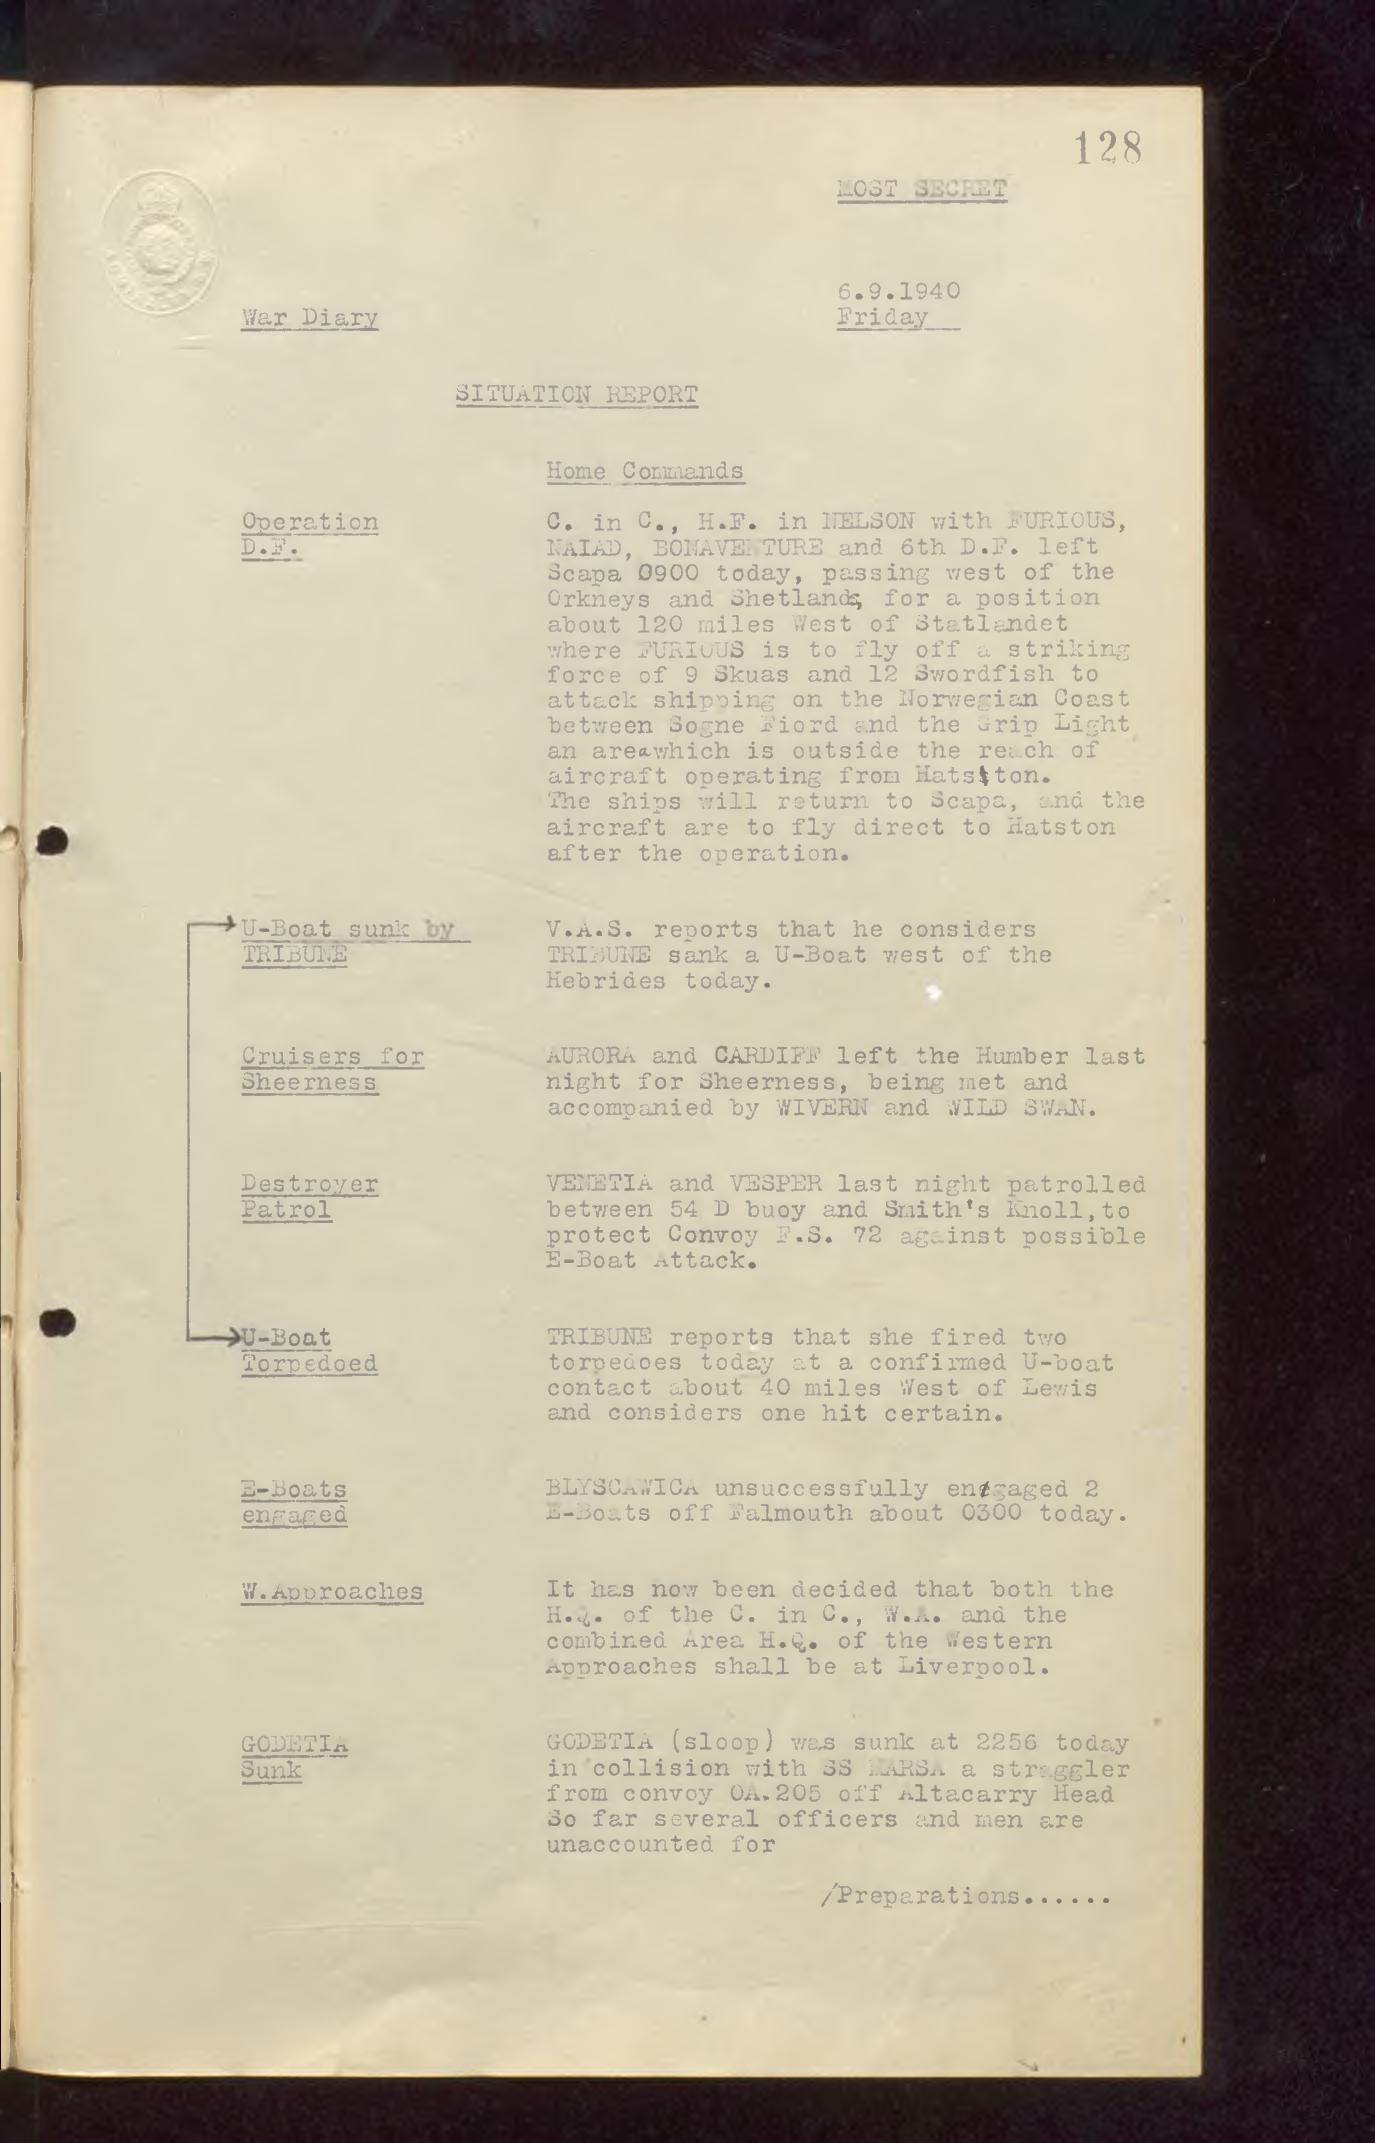 128
MOST SECRET
6.9.1940
War Diary
Friday
SITUATION REPORT
Home Commands
Operation
D.F.
C. in C., H.F. in NELSON with FURIOUS,
NAIAD, BONAVENTURE and 6th D.F. left
Scapa 0900 today, passing west of the
Orkneys and Shetlands, for a position
about 120 miles West of Statlandet
where FURIOUS is to fly off a striking
force of 9 Skuas and 12 Swordfish to
attack shipping on the Norwegian Coast
between Sogne Fiord and the Grip Light,
an area which is outside the reach of
aircraft operating from Hatston.
The ships will return to Scapa, and the
aircraft are to fly direct to Hatston
after the operation.
U-Boat sunk by
TRIBUNE
V.A.S. reports that he considers
TRIBUNE sank a U-Boat west of the
Hebrides today.
Cruisers for
Sheerness
AURORA and CARDIFF left the Humber last
night for Sheerness, being met and
accompanied by WIVERN and WILD SWAN.
Destroyer
Patrol
VENETIA and VESPER last night patrolled
between 54 D buoy and Smith's Knoll,to
protect Convoy F.S. 72 against possible
E-Boat Attack.
U-Boat
Torpedoed
TRIBUNE reports that she fired two
torpedoes today at a confirmed U-boat
contact about 40 miles West of Lewis
and considers one hit certain.
E-Boats
engaged
BLYSCAWICA unsuccessfully engaged 2
E-Boats off Falmouth about 0300 today.
W.Approaches
It has now been decided that both the
H.Q. of the C. in C., W.A. and the
combined Area H.Q. of the Western
Approaches shall be at Liverpool.
GODETIA
Sunk
GODETIA (sloop) was sunk at 2256 today
in collision with SS MARSA a straggler
from convoy OA.205 off Altacarry Head
So far several officers and men are
unaccounted for
/Preparations......